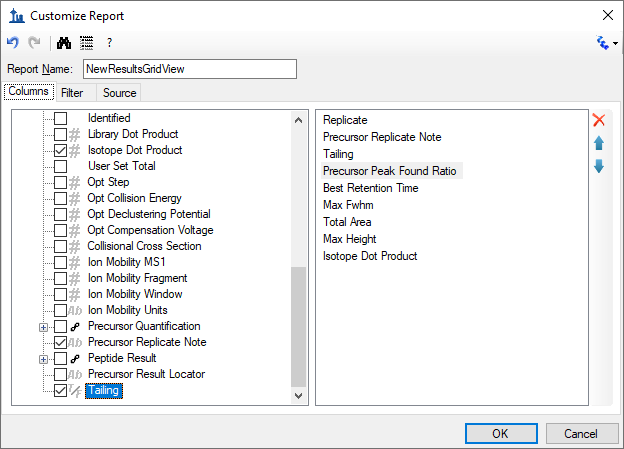 Customize Report
?
Report Name: NewResultsGridView
Columns Filter Source
Identified
# Library Dot Product
# Isotope Dot Product
User Set Total
# Opt Step
# Opt Collision Energy
# Opt Declustering Potential
# Opt Compensation Voltage
# Collisional Cross Section
# Ion Mobility MS1
# Ion Mobility Fragment
# Ion Mobility Window
Ab Ion Mobility Units
Precursor Quantification
Ab Precursor Replicate Note
Peptide Result
Ab Precursor Result Locator
T/F Tailing
Replicate
Precursor Replicate Note
Tailing
Precursor Peak Found Ratio
Best Retention Time
Max Fwhm
Total Area
Max Height
Isotope Dot Product
OK Cancel